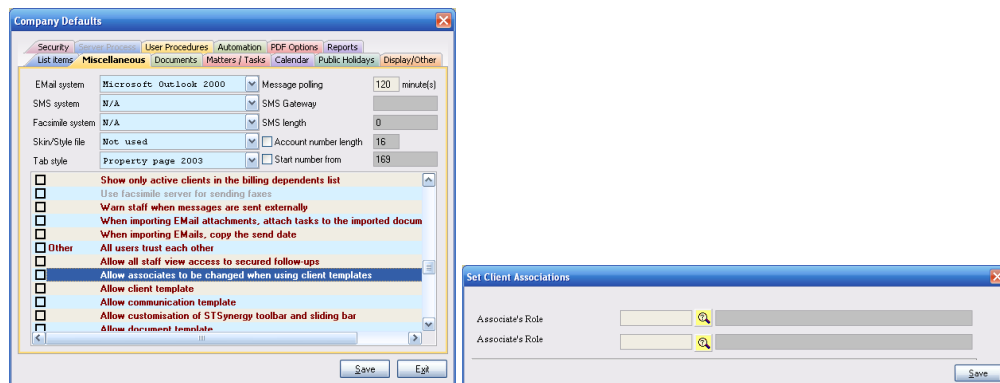 Company Defaults
Security Server Process User Procedures Automation PDF Options Reports
List items Miscellaneous Documents Matters / Tasks Calendar Public Holidays Display/Other
EMail system Microsoft Outlook 2000 Message polling 120 minute(s)
SMS system N/A SMS Gateway
Facsimile system N/A SMS length 0
Skin/Style file Not used Account number length 16
Tab style Property page 2003 Start number from 169
Show only active clients in the billing dependents list
Use facsimile server for sending faxes
Warn staff when messages are sent externally
When importing EMail attachments, attach tasks to the imported docum
When importing EMails, copy the send date
Other All users trust each other
Allow all staff view access to secured follow-ups
Allow associates to be changed when using client templates
Allow client template
Allow communication template
Allow customisation of STSynergy toolbar and sliding bar
Allow document template
Save Exit
Set Client Associations
Associate's Role
Associate's Role
Save